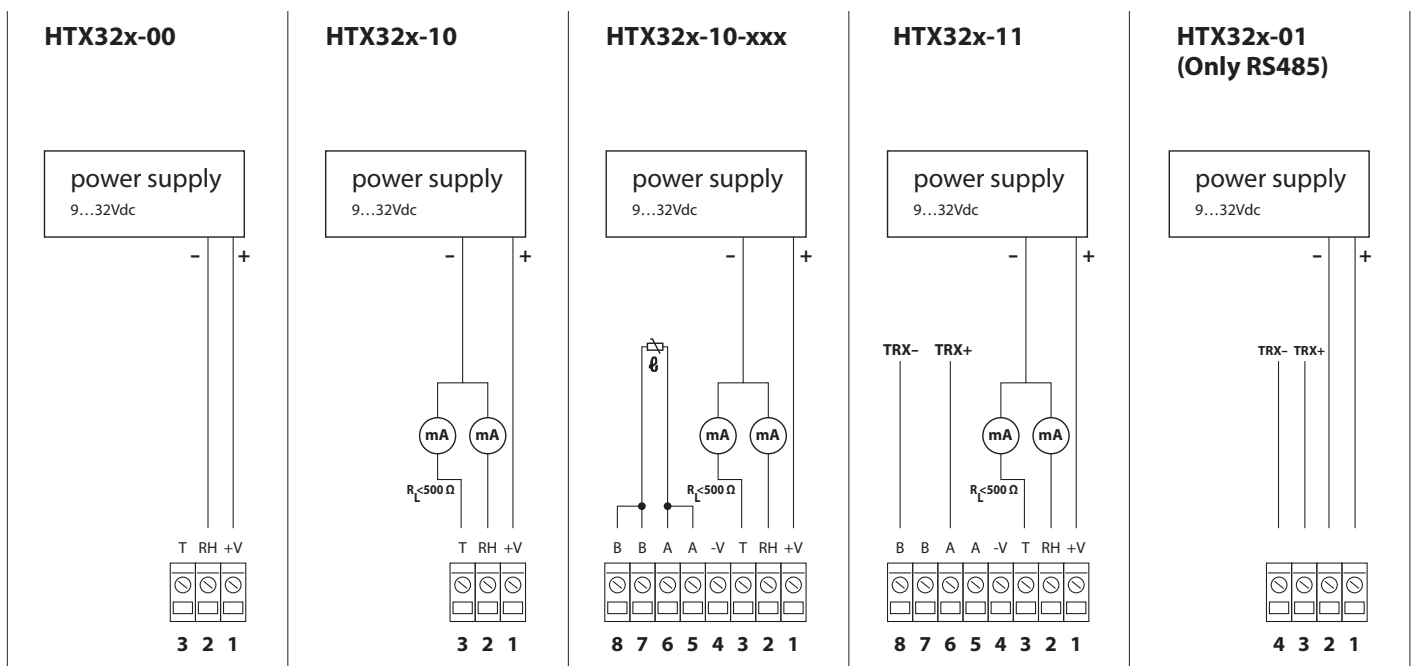 HTX32x-00
power supply
9…32Vdc
– +
T RH +V
3 2 1
HTX32x-10
power supply
9…32Vdc
– +
mA mA
RL<500 Ω
T RH +V
3 2 1
HTX32x-10-xxx
power supply
9…32Vdc
– +
ϑ
mA mA
RL<500 Ω
B B A A -V T RH +V
8 7 6 5 4 3 2 1
HTX32x-11
power supply
9…32Vdc
– +
TRX– TRX+
mA mA
RL<500 Ω
B B A A -V T RH +V
8 7 6 5 4 3 2 1
HTX32x-01
(Only RS485)
power supply
9…32Vdc
– +
TRX– TRX+
4 3 2 1